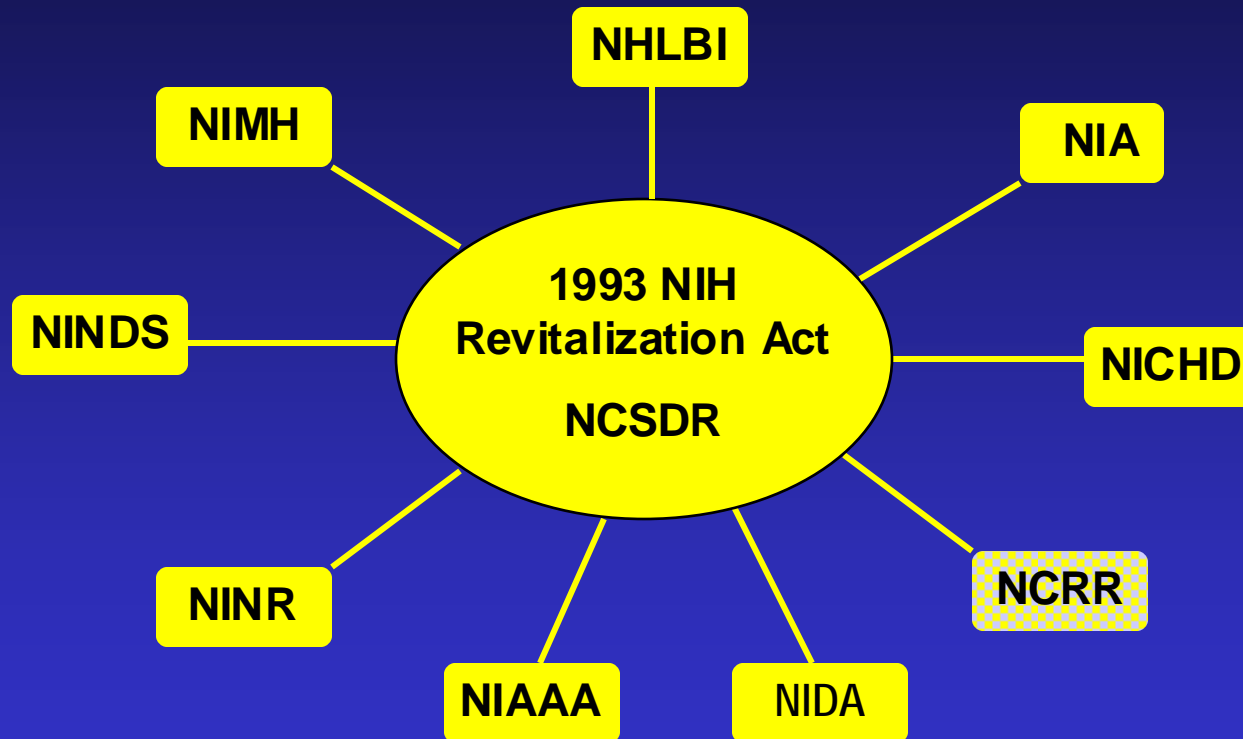 NHLBI
NIMH
NIA
1993 NIH
Revitalization Act
NCSDR
NINDS
NICHD
NCRR
NINR
NIAAA
NIDA